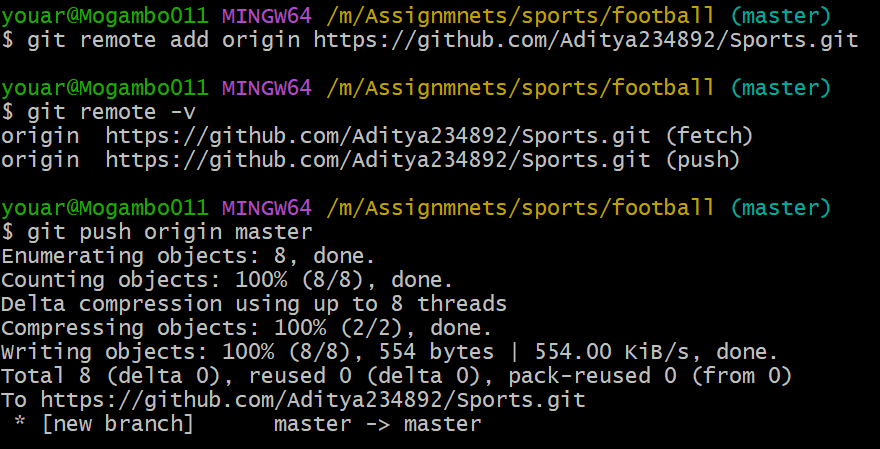 youar@Mogambo011 MINGW64 /m/Assignmnets/sports/football (master)
$ git remote add origin https://github.com/Aditya234892/Sports.git
youar@Mogambo011 MINGW64 /m/Assignmnets/sports/football (master)
$ git remote -v
origin  https://github.com/Aditya234892/Sports.git (fetch)
origin  https://github.com/Aditya234892/Sports.git (push)
youar@Mogambo011 MINGW64 /m/Assignmnets/sports/football (master)
$ git push origin master
Enumerating objects: 8, done.
Counting objects: 100% (8/8), done.
Delta compression using up to 8 threads
Compressing objects: 100% (2/2), done.
Writing objects: 100% (8/8), 554 bytes | 554.00 KiB/s, done.
Total 8 (delta 0), reused 0 (delta 0), pack-reused 0 (from 0)
To https://github.com/Aditya234892/Sports.git
 * [new branch]      master -> master